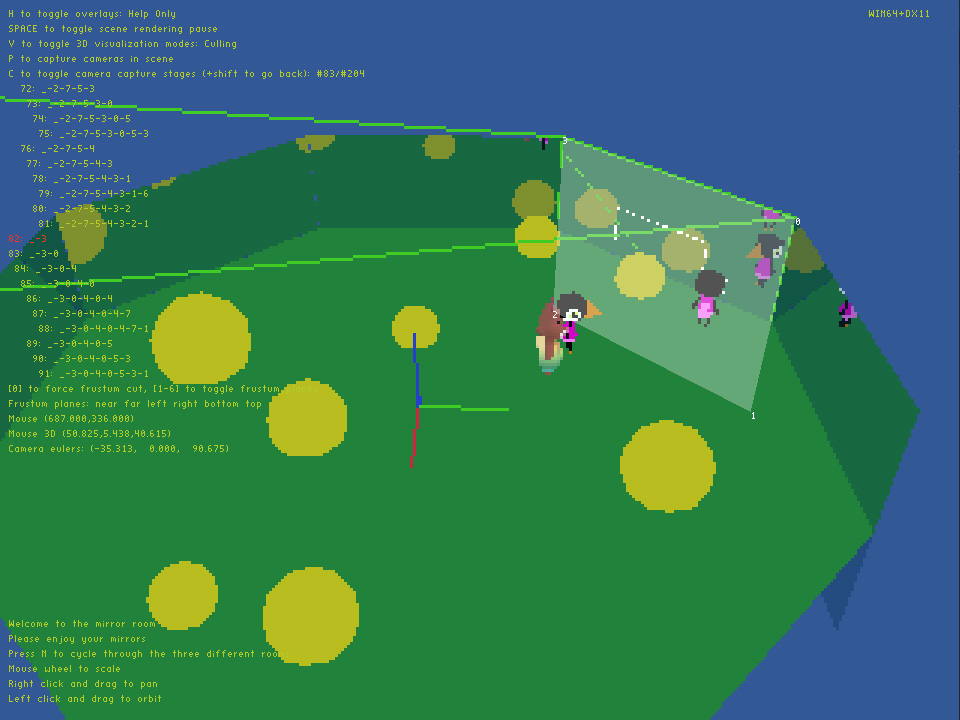 H to toggle overlays: Help Only
WIN64+DX11
SPACE to toggle scene rendering pause
V to toggle 3D visualization modes: Culling
P to capture cameras in scene
C to toggle camera capture stages (+shift to go back): #83/#204
72: _-2-7-5-3
73: _-2-7-5-3-0
74: _-2-7-5-3-0-5
75: _-2-7-5-3-0-5-3
76: _-2-7-5-4
77: _-2-7-5-4-3
78: _-2-7-5-4-3-1
79: _-2-7-5-4-3-1-6
80: _-2-7-5-4-3-2
81: _-2-7-5-4-3-2-1
82: _-3
83: _-3-0
84: _-3-0-4
85: _-3-0-4-0
86: _-3-0-4-0-4
87: _-3-0-4-0-4-7
88: _-3-0-4-0-4-7-1
89: _-3-0-4-0-5
90: _-3-0-4-0-5-3
91: _-3-0-4-0-5-3-1
[0] to force frustum cut, [1-6] to toggle frustum
Frustum planes: near far left right bottom top
Mouse (687.000,336.000)
Mouse 3D (50.825,5.438,40.615)
Camera eulers: (-35.313,  0.000,  90.675)
3
0
2
1
Welcome to the mirror room
Please enjoy your mirrors
Press M to cycle through the three different rooms
Mouse wheel to scale
Right click and drag to pan
Left click and drag to orbit